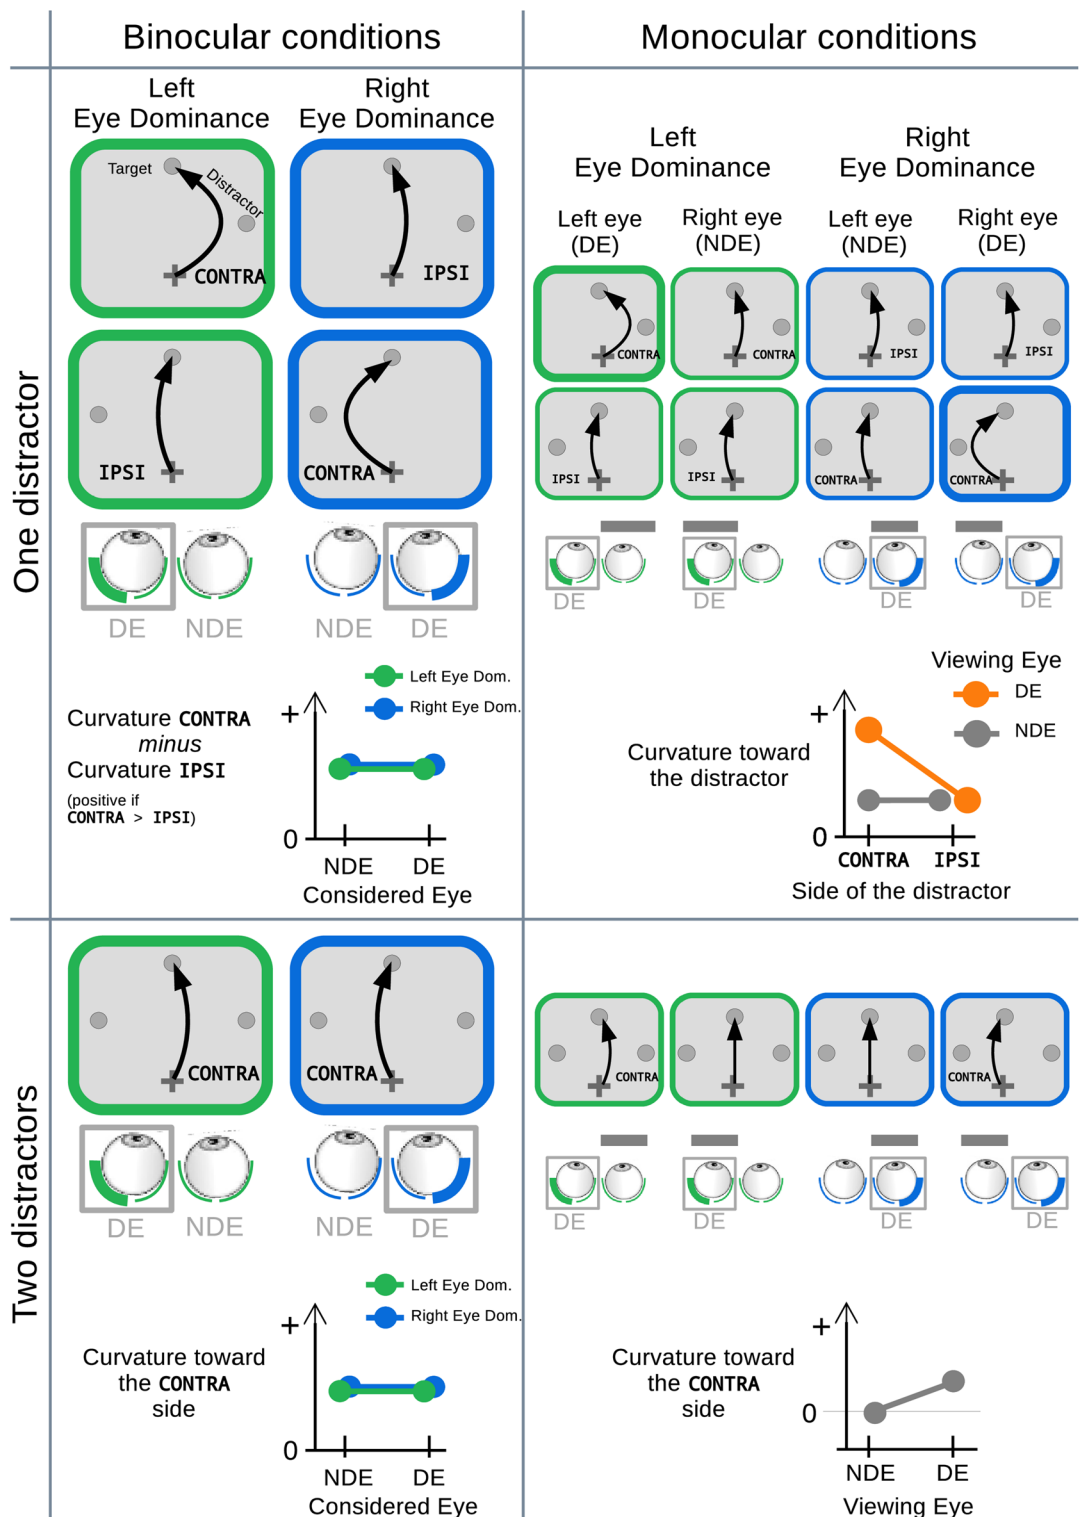 Binocular conditions
Monocular conditions
One distractor
Left
Eye Dominance
Right
Eye Dominance
Target
Distractor
CONTRA
IPSI
IPSI
CONTRA
DE
NDE
NDE
DE
Left
Eye Dominance
Right
Eye Dominance
Left eye
(DE)
Right eye
(NDE)
Left eye
(NDE)
Right eye
(DE)
CONTRA
CONTRA
IPSI
IPSI
IPSI
IPSI
CONTRA
CONTRA
DE
DE
DE
DE
Curvature CONTRA
minus
Curvature IPSI
(positive if
CONTRA > IPSI)
Left Eye Dom.
Right Eye Dom.
+
0
NDE
DE
Considered Eye
Viewing Eye
DE
NDE
Curvature toward
the distractor
+
0
CONTRA
IPSI
Side of the distractor
Two distractors
CONTRA
CONTRA
DE
NDE
NDE
DE
CONTRA
CONTRA
DE
DE
DE
DE
Curvature toward
the CONTRA
side
Left Eye Dom.
Right Eye Dom.
+
0
NDE
DE
Considered Eye
Curvature toward
the CONTRA
side
+
0
NDE
DE
Viewing Eye